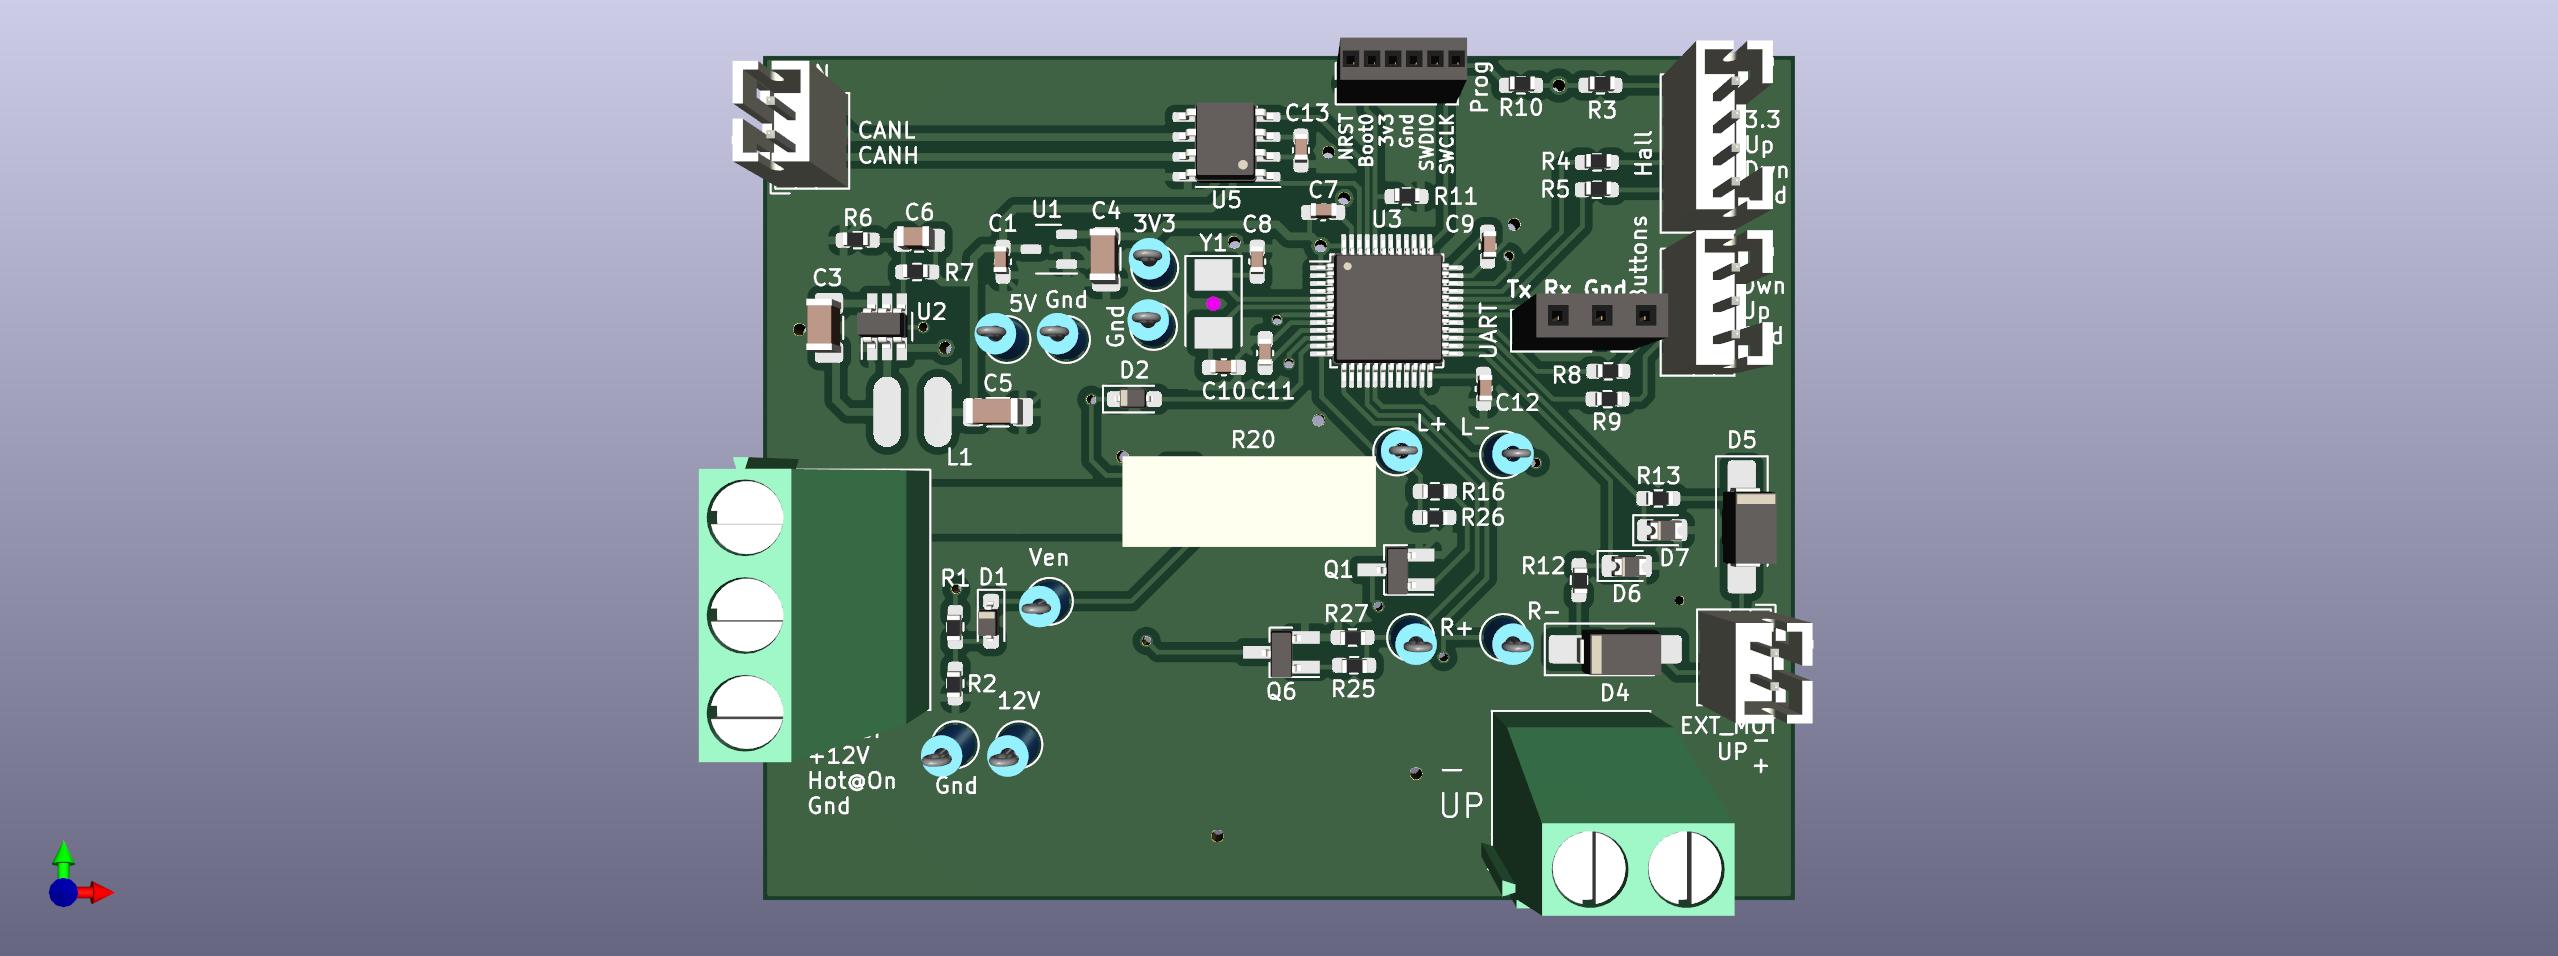 Prog
R10
R3
CANL
CANH
C13
U5
NRST
Boot0
3v3
Gnd
SWDIO
SWCLK
Hall
3.3
Up
R4
R5
R6
C6
C1
U1
C4
3V3
C7
R11
U3
C8
C9
Y1
R7
C3
U2
5V
Gnd
Gnd
Tx Rx Gnd
UART
Up
D2
C10
C11
C5
L1
C12
R8
R9
R20
L+
L-
D5
R13
R16
R26
Ven
R1
D1
Q1
R12
D7
D6
R27
R+
R-
Q6
R25
R2
12V
D4
UP
-
+
+12V
Hot@On
Gnd
Gnd
-
UP